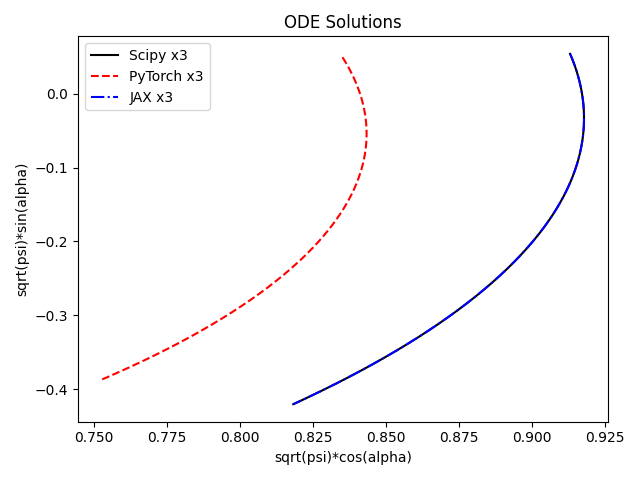 ODE Solutions
Scipy x3
PyTorch x3
JAX x3
sqrt(psi)*sin(alpha)
0.0
−0.1
−0.2
−0.3
−0.4
0.750 0.775 0.800 0.825 0.850 0.875 0.900 0.925
sqrt(psi)*cos(alpha)